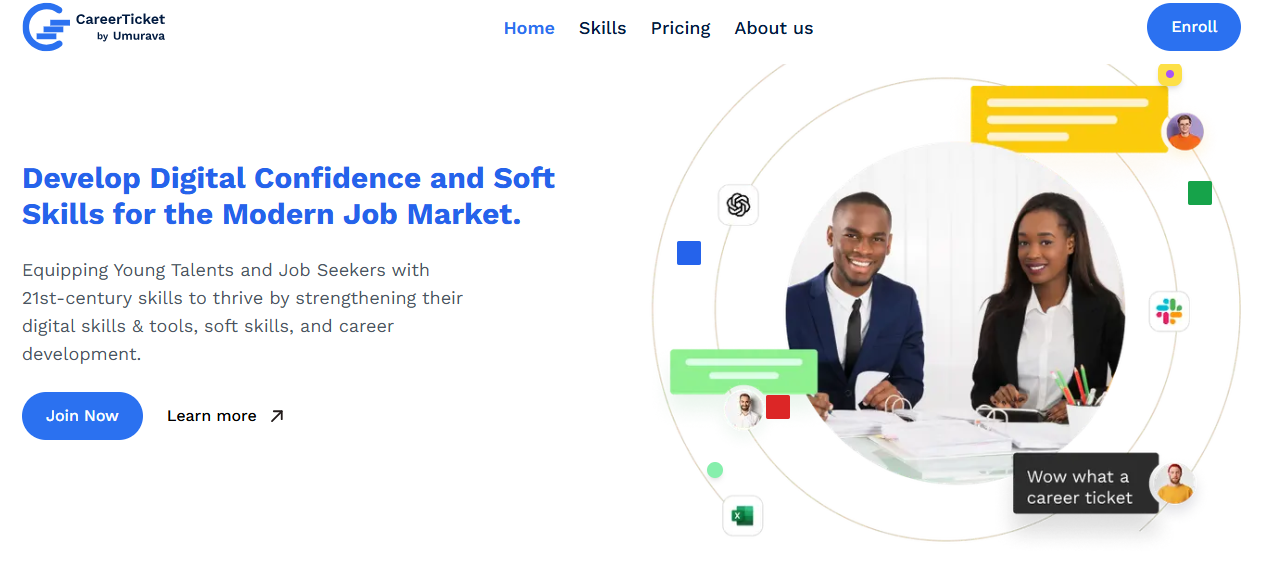 CareerTicket
by Umurava
Home
Skills
Pricing
About us
Enroll
Develop Digital Confidence and Soft
Skills for the Modern Job Market.
Equipping Young Talents and Job Seekers with
21st-century skills to thrive by strengthening their
digital skills & tools, soft skills, and career
development.
Join Now
Learn more
Wow what a
career ticket